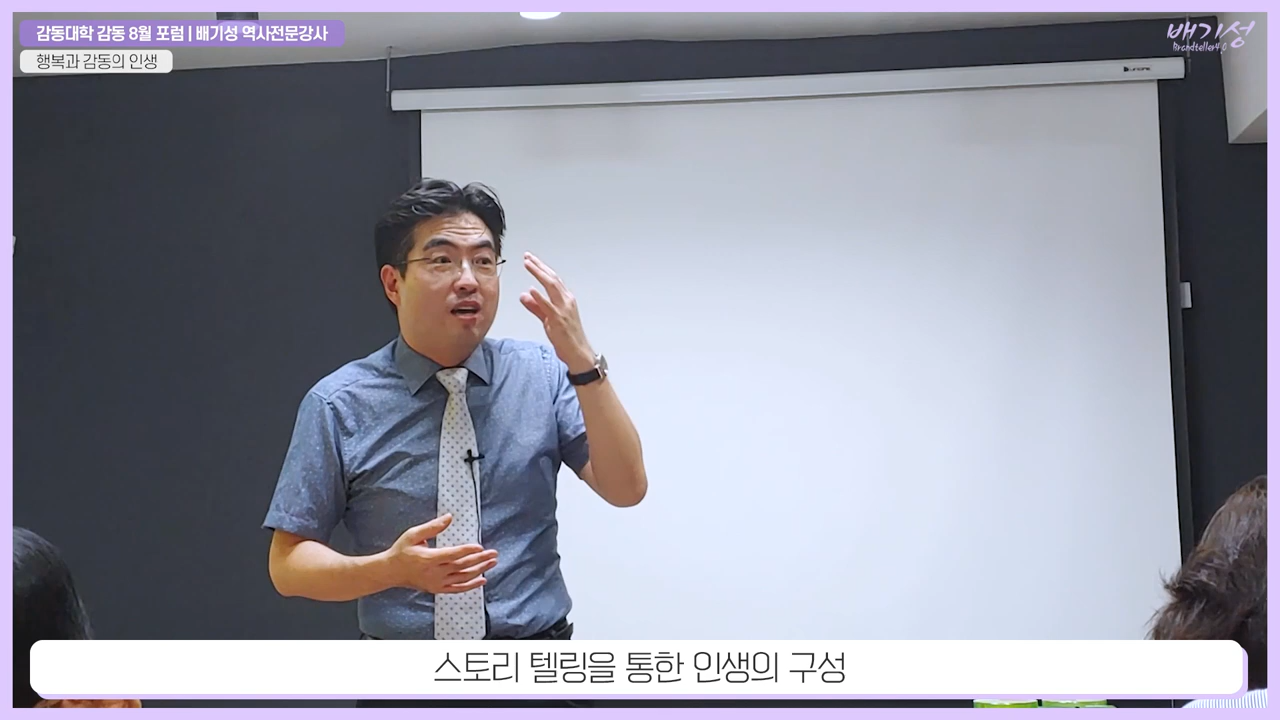 감동대학 감동 8월 포럼 | 배기성 역사전문강사
행복과 감동의 인생
배기성
Brandteller4.0
스토리 텔링을 통한 인생의 구성